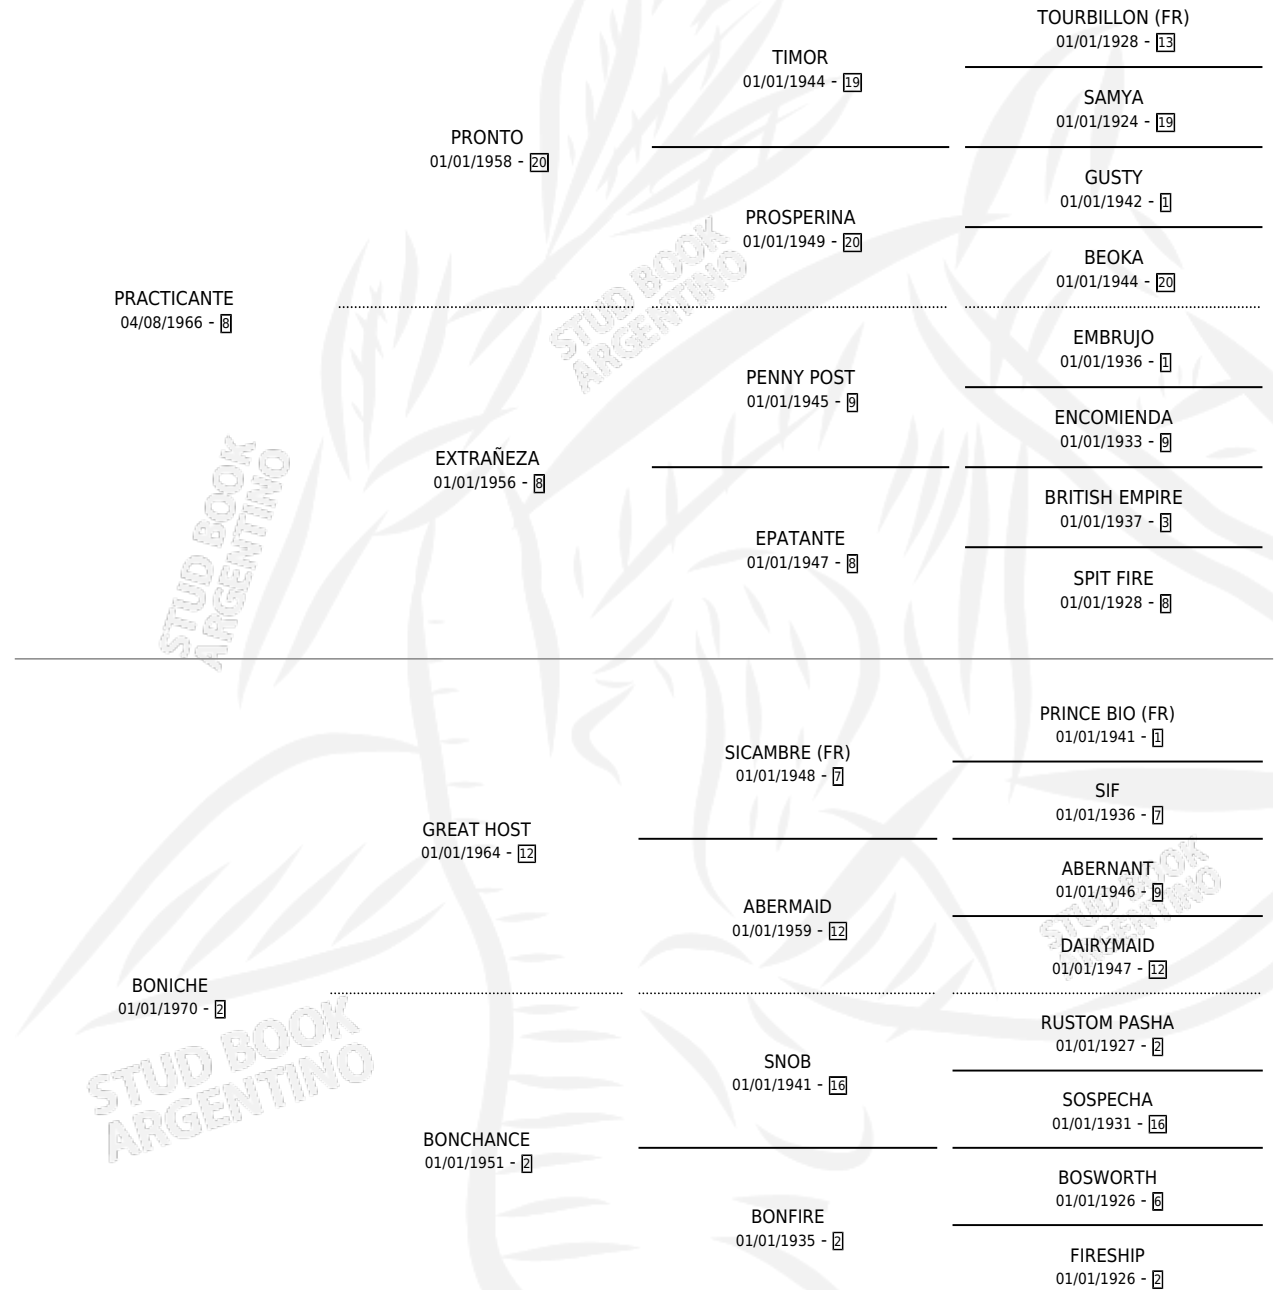 TOURBILLON (FR)
01/01/1928 - 13
TIMOR
01/01/1944 - 19
SAMYA
01/01/1924 - 19
PRONTO
01/01/1958 - 20
GUSTY
01/01/1942 - 1
PROSPERINA
01/01/1949 - 20
BEOKA
01/01/1944 - 20
PRACTICANTE
04/08/1966 - 8
EMBRUJO
01/01/1936 - 1
PENNY POST
01/01/1945 - 9
ENCOMIENDA
01/01/1933 - 9
EXTRAÑEZA
01/01/1956 - 8
BRITISH EMPIRE
01/01/1937 - 3
EPATANTE
01/01/1947 - 8
SPIT FIRE
01/01/1928 - 8
STUD BOOK
ARGENTINO
STUD BOOK
ARGENTINO
PRINCE BIO (FR)
01/01/1941 - 1
SICAMBRE (FR)
01/01/1948 - 7
SIF
01/01/1936 - 7
GREAT HOST
01/01/1964 - 12
ABERNANT
01/01/1946 - 9
ABERMAID
01/01/1959 - 12
DAIRYMAID
01/01/1947 - 12
BONICHE
01/01/1970 - 2
RUSTOM PASHA
01/01/1927 - 2
SNOB
01/01/1941 - 16
SOSPECHA
01/01/1931 - 16
BONCHANCE
01/01/1951 - 2
BOSWORTH
01/01/1926 - 6
BONFIRE
01/01/1935 - 2
FIRESHIP
01/01/1926 - 2
STUD BOOK
ARGENTINO
STUD BOOK
ARGENTINO